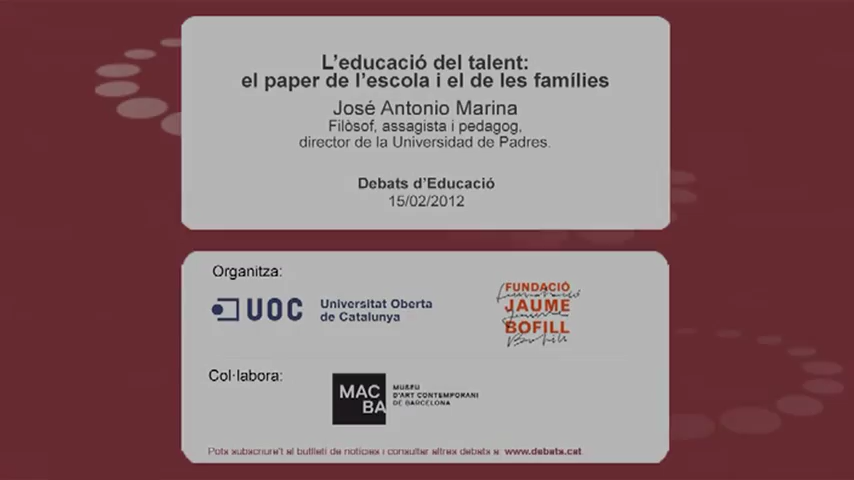 L'educació del talent:
el paper de l'escola i el de les famílies
José Antonio Marina
Filòsof, assagista i pedagog,
director de la Universidad de Padres.
Debats d'Educació
15/02/2012
Organitza:
UOC Universitat Oberta
de Catalunya
FUNDACIÓ
JAUME
BOFILL
Col·labora:
MAC
BA
MUSEU
D'ART CONTEMPORANI
DE BARCELONA
Pots subscriure't al butlletí de notícies i consultar altres debats a: www.debats.cat